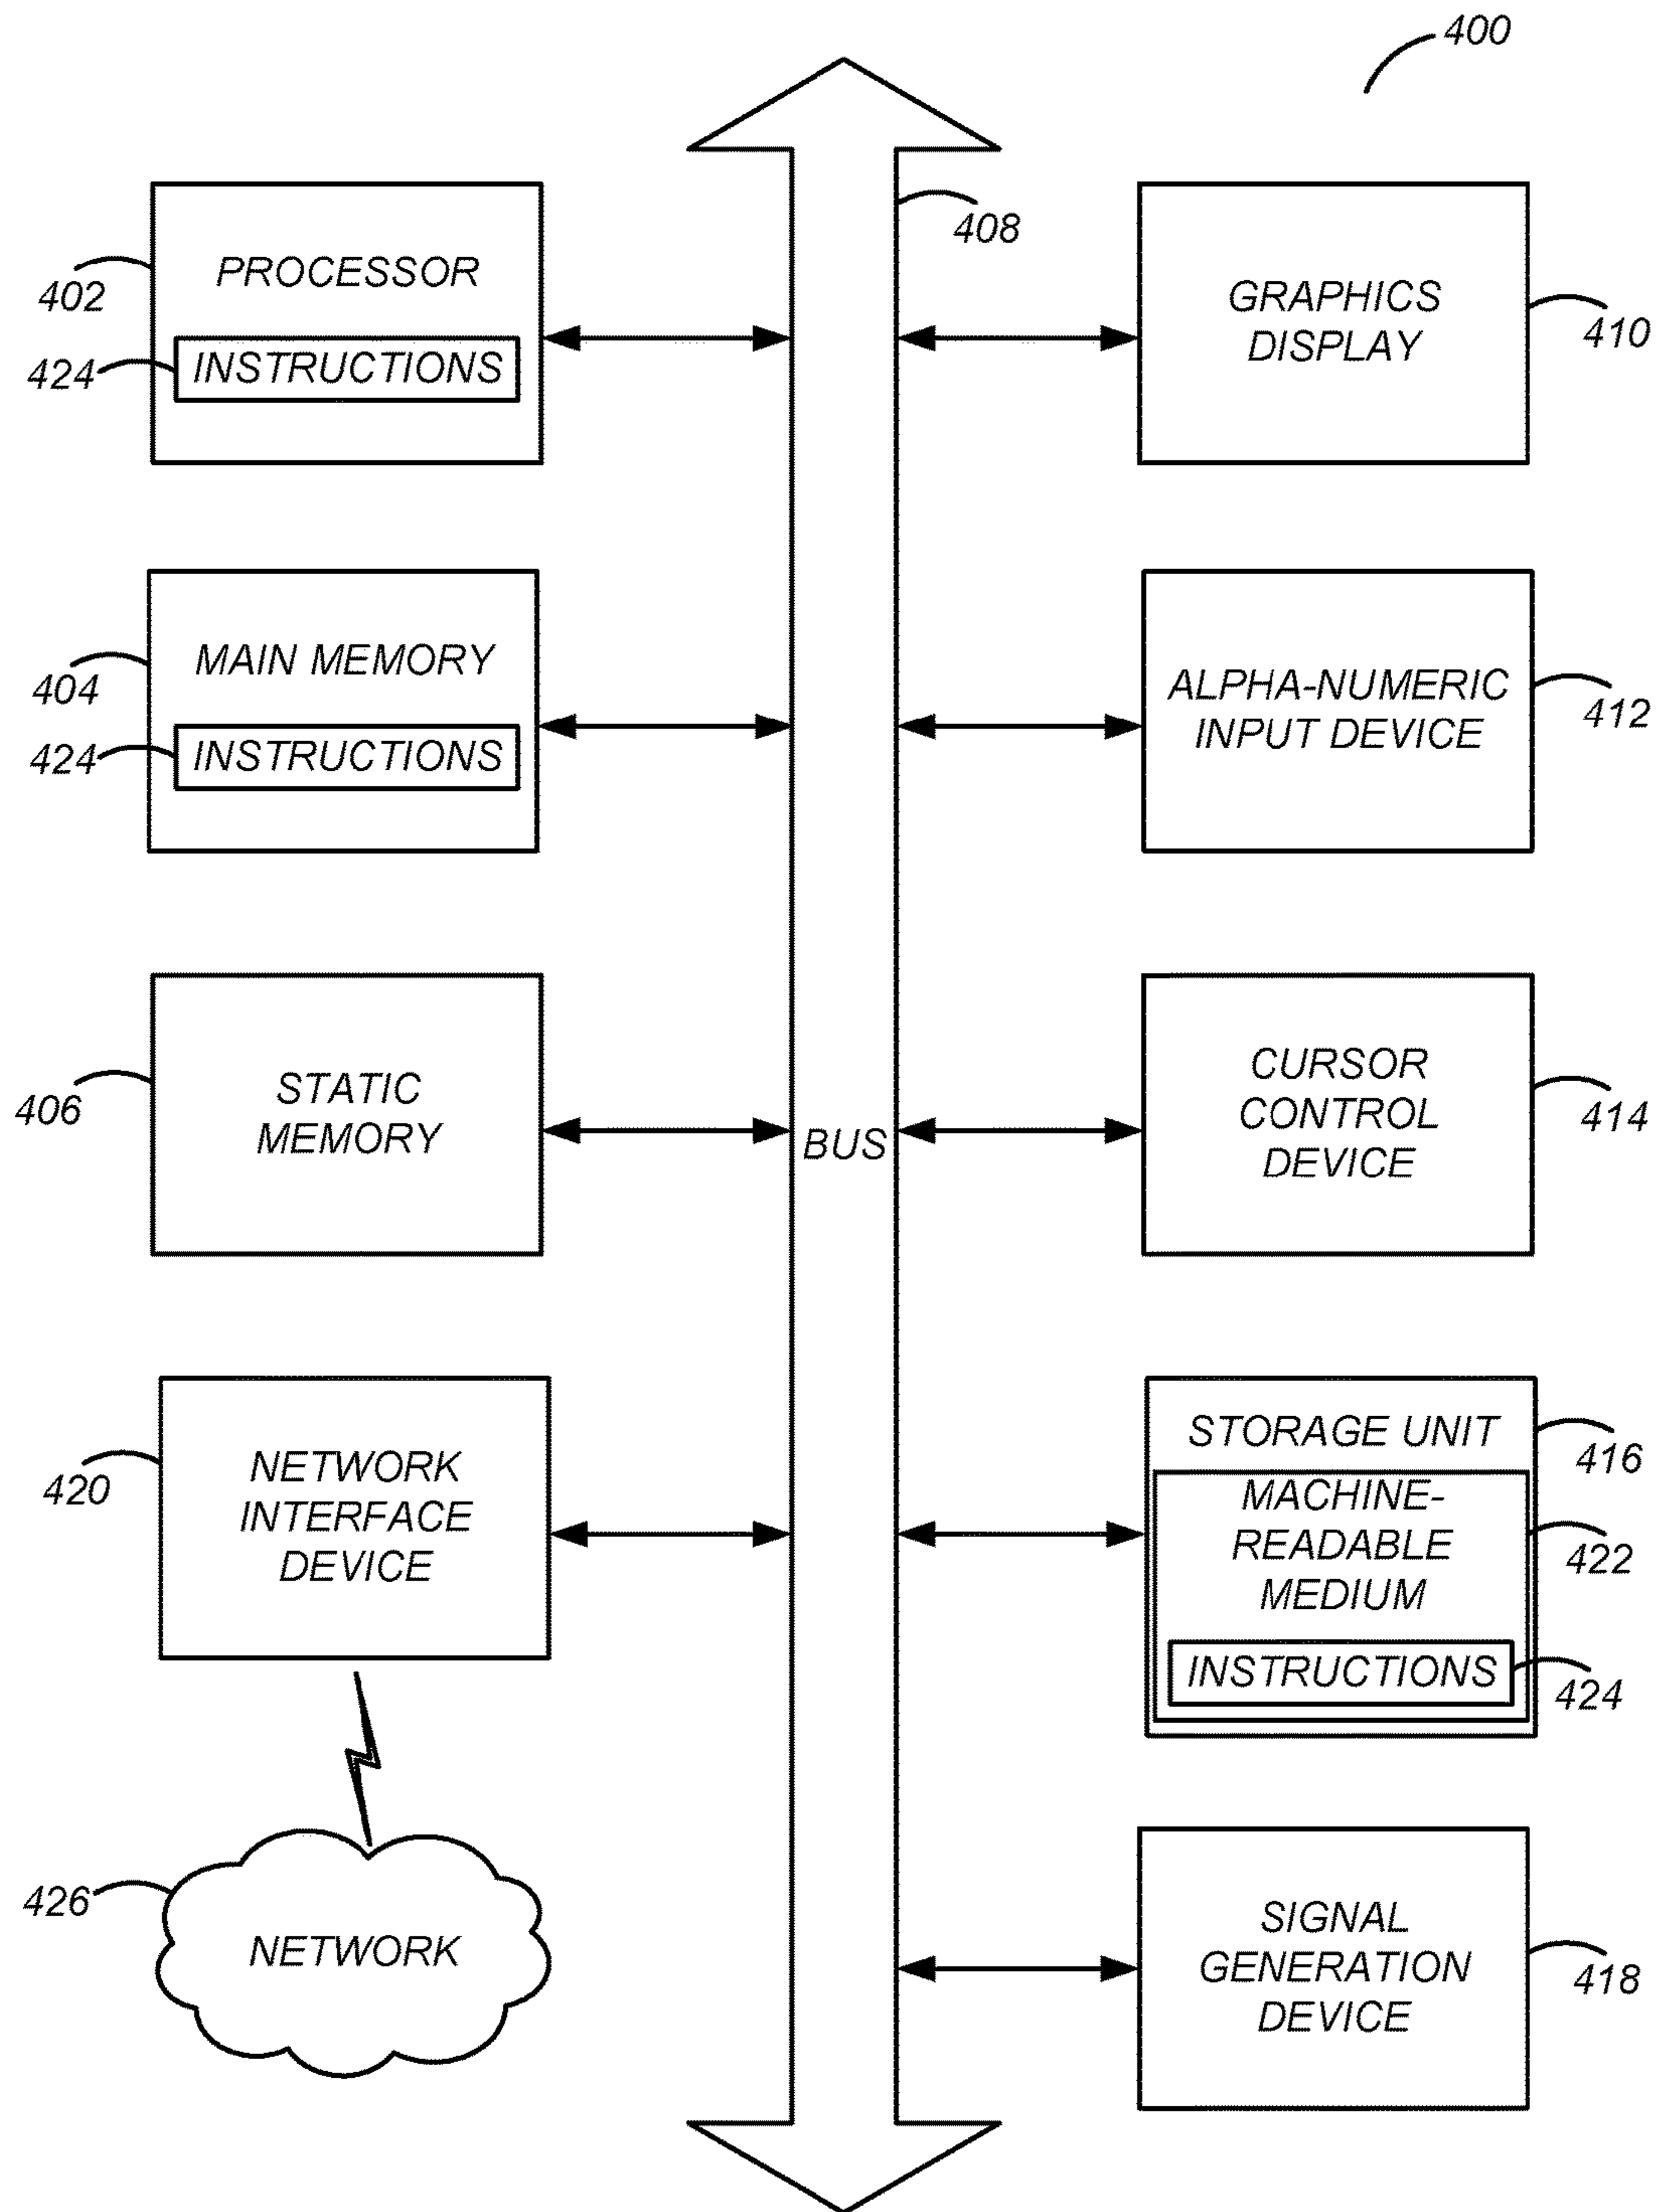 400
408
PROCESSOR
402
INSTRUCTIONS
424
GRAPHICS
DISPLAY
410
MAIN MEMORY
404
INSTRUCTIONS
424
ALPHA-NUMERIC
INPUT DEVICE
412
STATIC
MEMORY
406
BUS
CURSOR
CONTROL
DEVICE
414
NETWORK
INTERFACE
DEVICE
420
STORAGE UNIT
416
MACHINE-
READABLE
MEDIUM
422
INSTRUCTIONS
424
426
NETWORK
SIGNAL
GENERATION
DEVICE
418